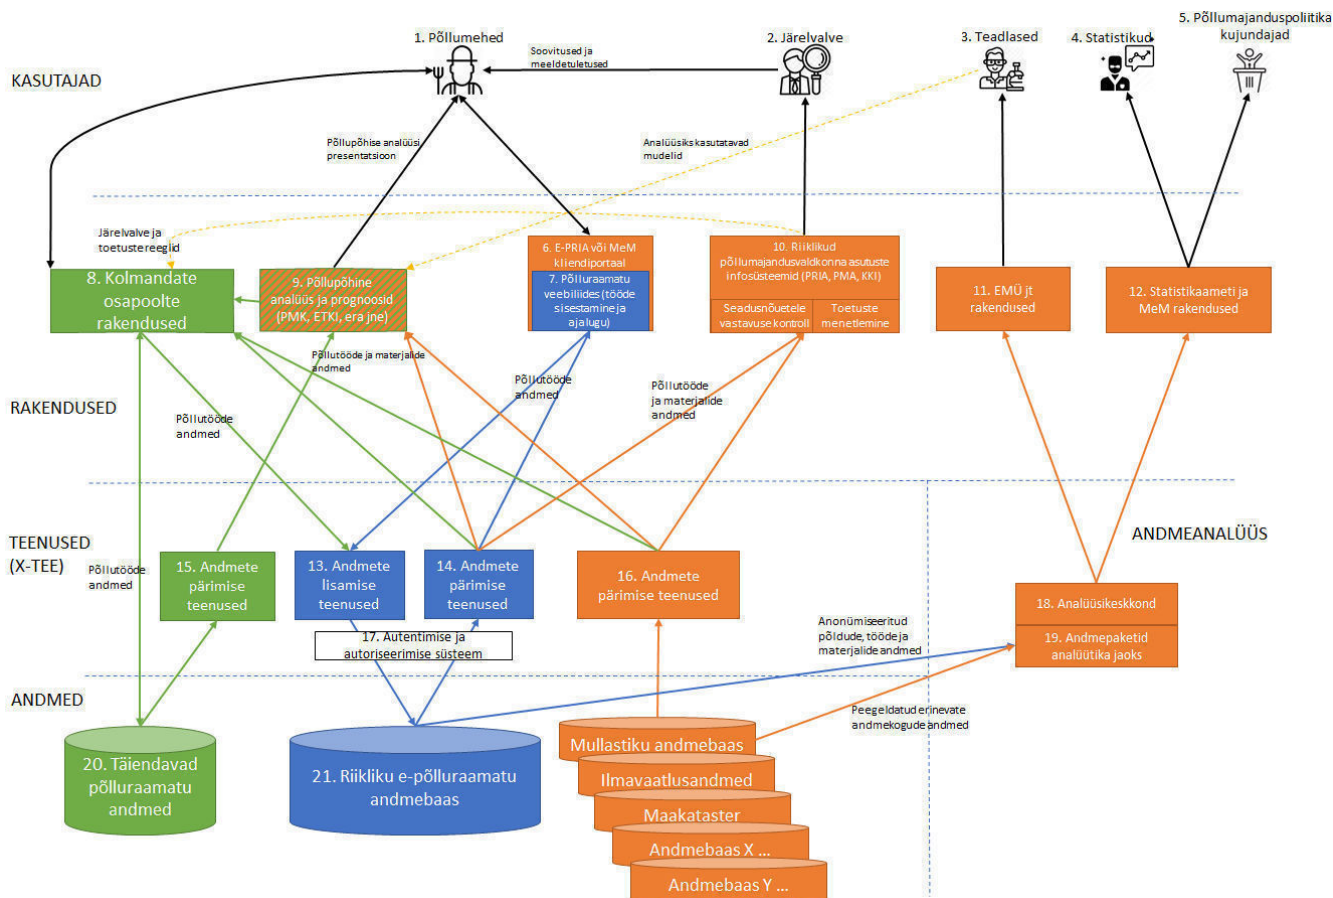 1. Põllumehed
2. Järelvalve
3. Teadlased
4. Statistikud
5. Põllumajanduspoliitika
kujundajad
KASUTAJAD
Soovitused ja
meeldetuletused
Põllupõhise analüüsi
presentatsioon
Analüüsiks kasutatavad
mudelid
Järelvalve ja
toetustereeglid
8. Kolmandate
osapoolte
rakendused
9. Põllupõhine
analüüs ja prognoosid
(PMK, ETKI, era jne)
6. E-PRIA või MeM
kliendiportaal
7. Põlluraamatu
veebiliides (tööde
sisestamine ja
ajalugu)
10. Riiklikud
põllumajandusvaldkonna asutuste
infosüsteemid (PRIA, PMA, KKI)
Seadusnõuetele
vastavuse kontroll
Toetuste
menetlemine
11. EMÜ jt
rakendused
12. Statistikaameti ja
MeM rakendused
Põllutööde ja materjalide
andmed
Põllutööde
andmed
Põllutööde
ja materjalide
andmed
RAKENDUSED
Põllutööde
andmed
TEENUSED
(X-TEE)
ANDMEANALÜÜS
Põllutööde
andmed
15. Andmete
pärimise
teenused
13. Andmete
lisamise
teenused
14. Andmete
pärimise
teenused
16. Andmete
pärimise teenused
18. Analüüsikeskkond
19. Andmepaketid
analüütika jaoks
17. Autentimise ja
autoriseerimise süsteem
Anonümiseeritud
põldude, tööde ja
materjalide andmed
ANDMED
Peegeldatud erinevate
andmekogude andmed
20. Täiendavad
põlluraamatu
andmed
21. Riikliku e-põlluraamatu
andmebaas
Mullastiku andmebaas
Ilmavaatlusandmed
Maakataster
Andmebaas X ...
Andmebaas Y ...